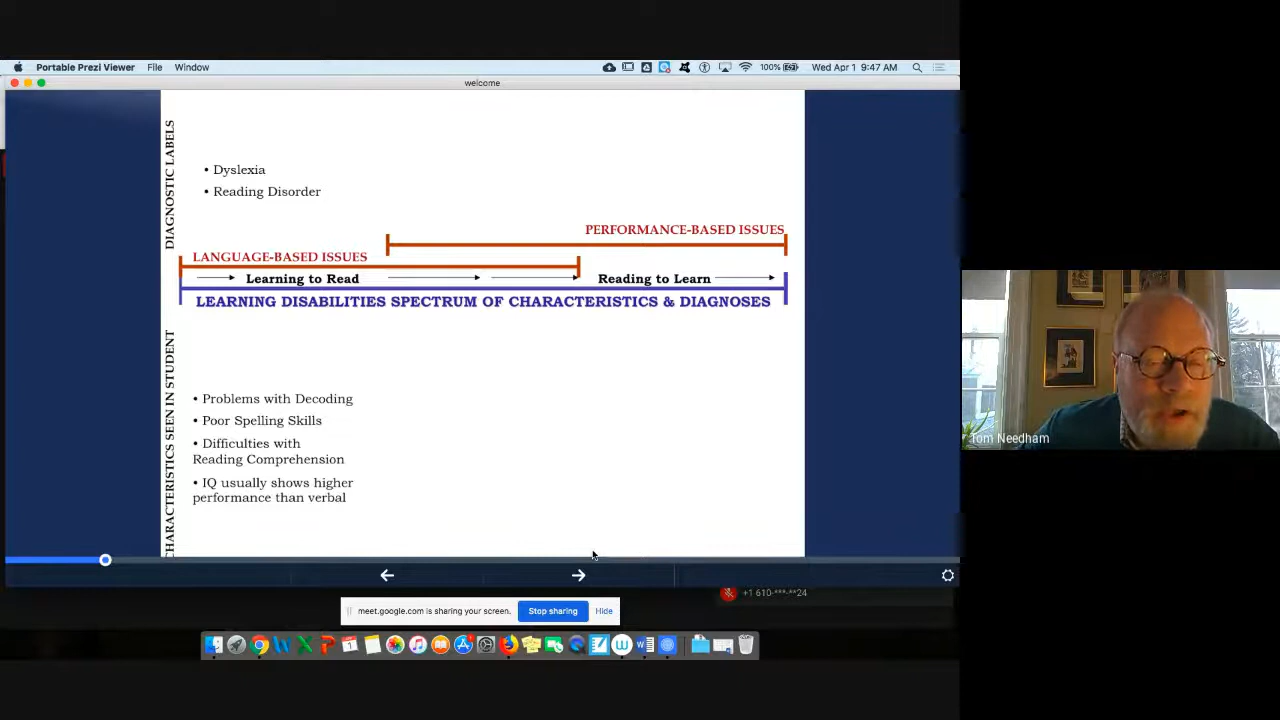 Portable Prezi Viewer File Window 100% Wed Apr 1 9:47 AM
welcome
DIAGNOSTIC LABELS
• Dyslexia
• Reading Disorder
PERFORMANCE-BASED ISSUES
LANGUAGE-BASED ISSUES
Learning to Read Reading to Learn
LEARNING DISABILITIES SPECTRUM OF CHARACTERISTICS & DIAGNOSES
CHARACTERISTICS SEEN IN STUDENT
• Problems with Decoding
• Poor Spelling Skills
• Difficulties with
Reading Comprehension
• IQ usually shows higher
performance than verbal
Tom Needham
+1 610-***-**24
meet.google.com is sharing your screen. Stop sharing Hide